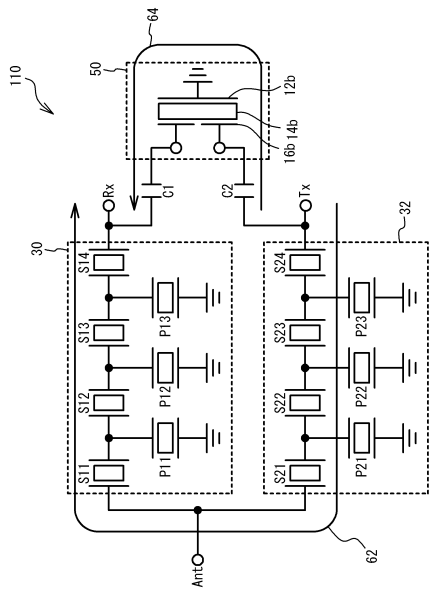 110
64
50
12b
14b
16b
C1
C2
Rx
Tx
30
32
S14
S13
S12
S11
P13
P12
P11
S24
S23
S22
S21
P23
P22
P21
Ant
62